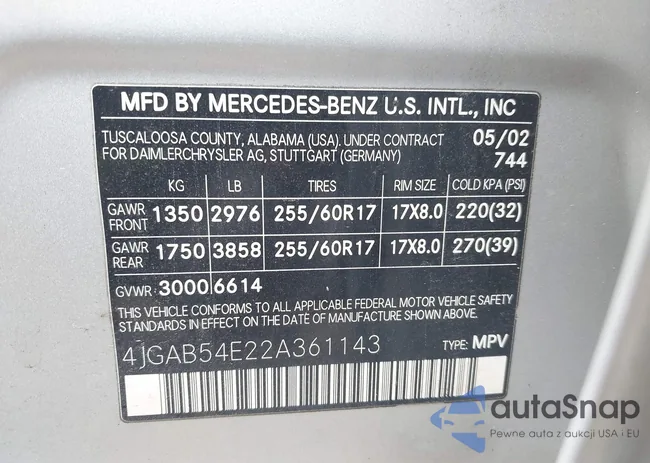 MFD BY MERCEDES-BENZ U.S. INTL., INC
TUSCALOOSA COUNTY, ALABAMA (USA). UNDER CONTRACT 05/02
FOR DAIMLERCHRYSLER AG, STUTTGART (GERMANY) 744
KG LB TIRES RIM SIZE COLD KPA (PSI)
GAWR FRONT 1350 2976 255/60R17 17X8.0 220(32)
GAWR REAR 1750 3858 255/60R17 17X8.0 270(39)
GVWR 3000 6614
THIS VEHICLE CONFORMS TO ALL APPLICABLE FEDERAL MOTOR VEHICLE SAFETY
STANDARDS IN EFFECT ON THE DATE OF MANUFACTURE SHOWN ABOVE
4JGAB54E22A361143 TYPE: MPV
autaSnap
Pewne auta z aukcji USA i EU